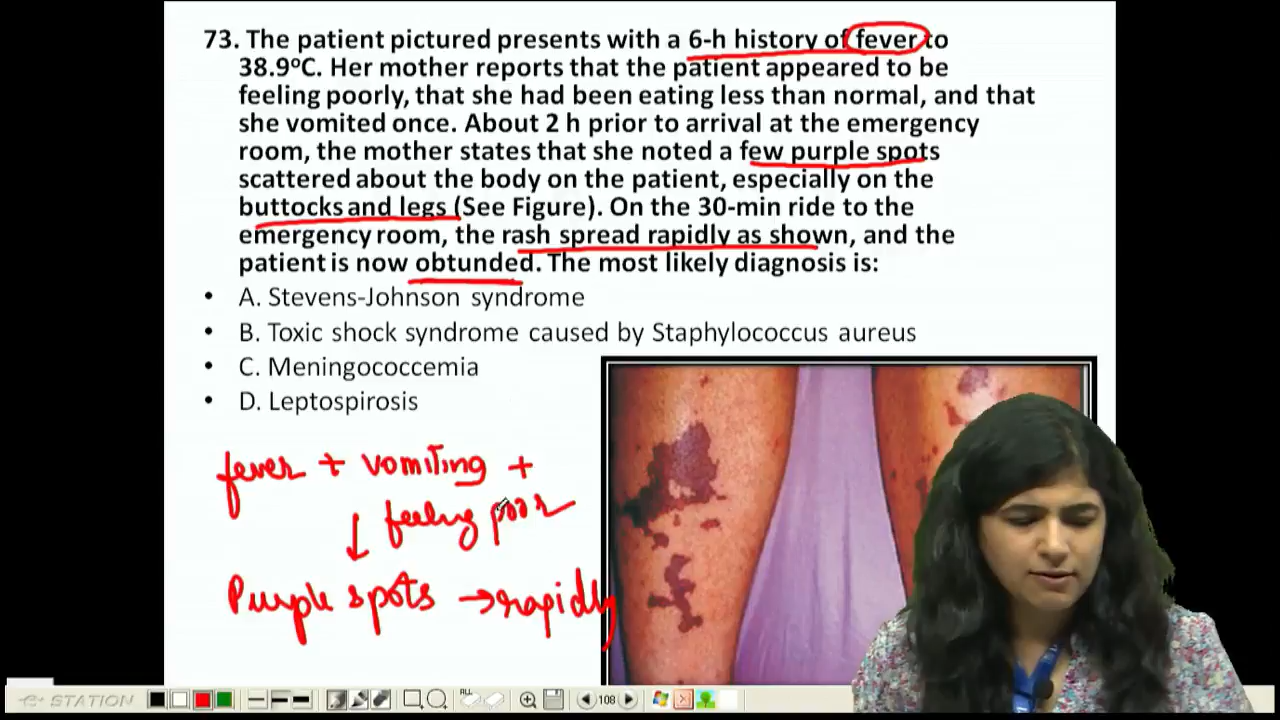 73. The patient pictured presents with a 6-h history of fever to
38.9ºC. Her mother reports that the patient appeared to be
feeling poorly, that she had been eating less than normal, and that
she vomited once. About 2 h prior to arrival at the emergency
room, the mother states that she noted a few purple spots
scattered about the body on the patient, especially on the
buttocks and legs (See Figure). On the 30-min ride to the
emergency room, the rash spread rapidly as shown, and the
patient is now obtunded. The most likely diagnosis is:
• A. Stevens-Johnson syndrome
• B. Toxic shock syndrome caused by Staphylococcus aureus
• C. Meningococcemia
• D. Leptospirosis
fever + vomiting +
↓ feeling poor
Purple spots → rapidly
STATION
ALL
108